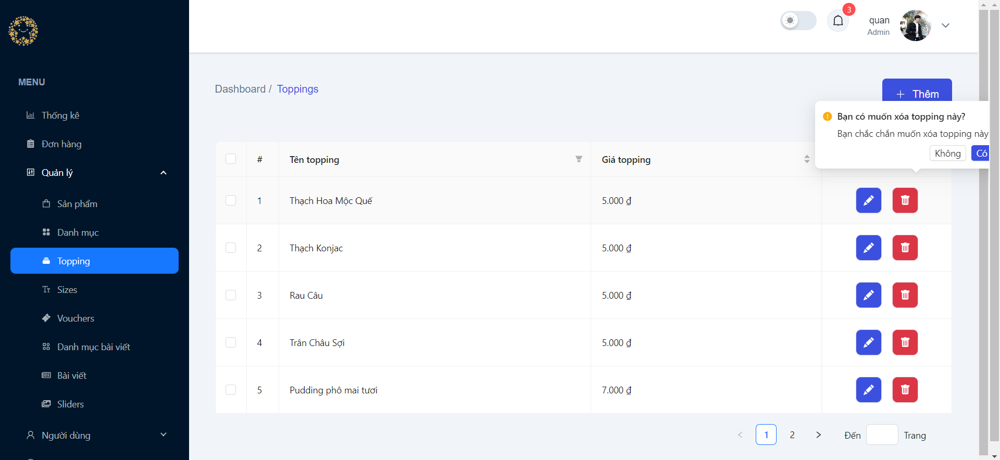 3
quan
Admin
MENU
Thống kê
Đơn hàng
Quản lý
Sản phẩm
Danh mục
Topping
Sizes
Vouchers
Danh mục bài viết
Bài viết
Sliders
Người dùng
Dashboard / Toppings
+ Thêm
Bạn có muốn xóa topping này?
Bạn chắc chắn muốn xóa topping này
Không
Có
# Tên topping Giá topping
1 Thạch Hoa Mộc Quế 5.000 ₫
2 Thạch Konjac 5.000 ₫
3 Rau Câu 5.000 ₫
4 Trân Châu Sợi 5.000 ₫
5 Pudding phô mai tươi 7.000 ₫
< 1 2 > Đến Trang